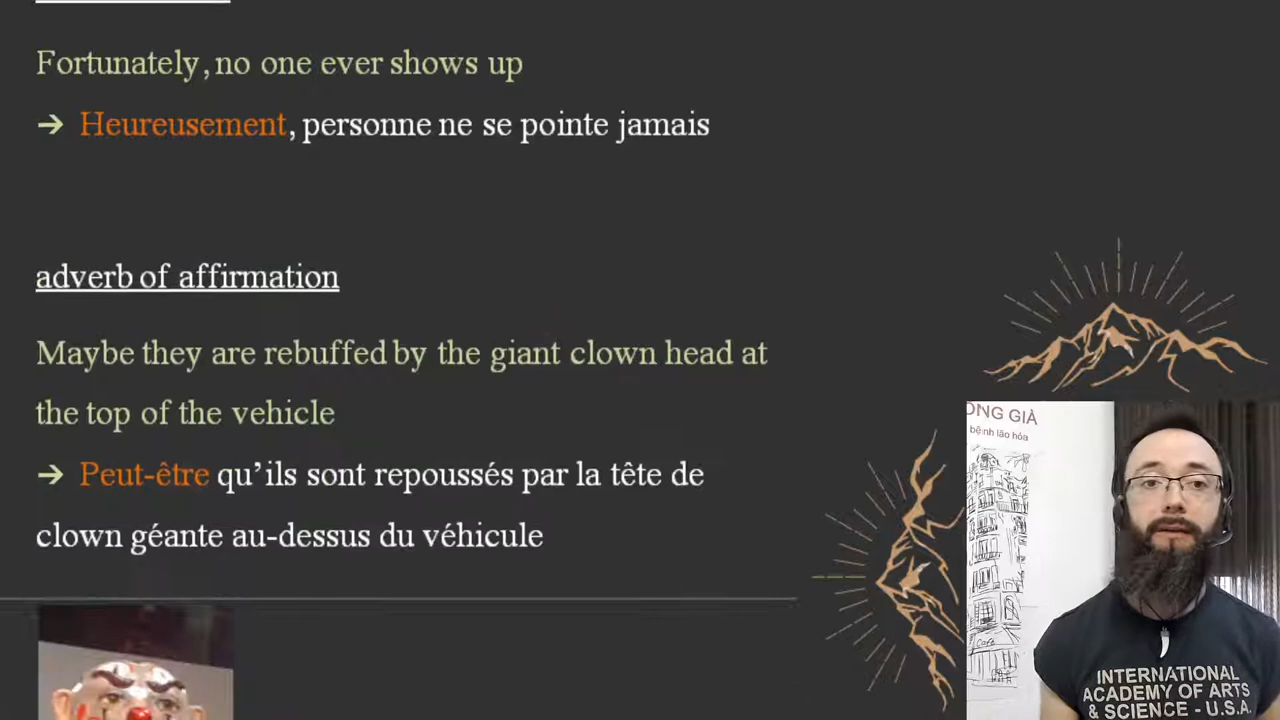 Fortunately, no one ever shows up
→ Heureusement, personne ne se pointe jamais
adverb of affirmation
Maybe they are rebuffed by the giant clown head at
the top of the vehicle
→ Peut-être qu’ils sont repoussés par la tête de
clown géante au-dessus du véhicule
ONG GIÀ
bệnh lão hóa
Café
INTERNATIONAL
ACADEMY OF ARTS
& SCIENCE - U.S.A.